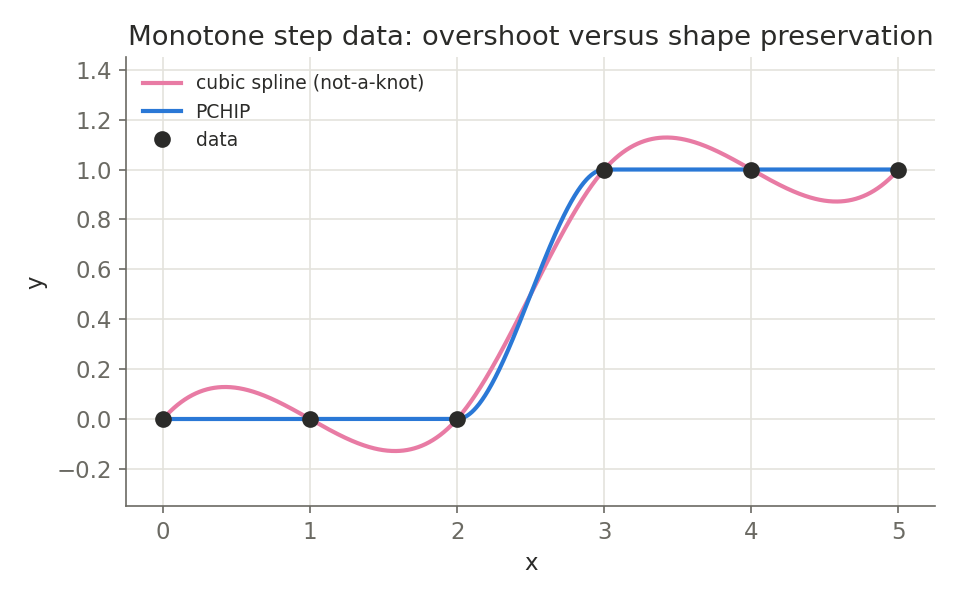 Monotone step data: overshoot versus shape preservation
cubic spline (not-a-knot)
PCHIP
data
1.4
1.2
1.0
0.8
0.6
0.4
0.2
0.0
−0.2
y
0 1 2 3 4 5
x